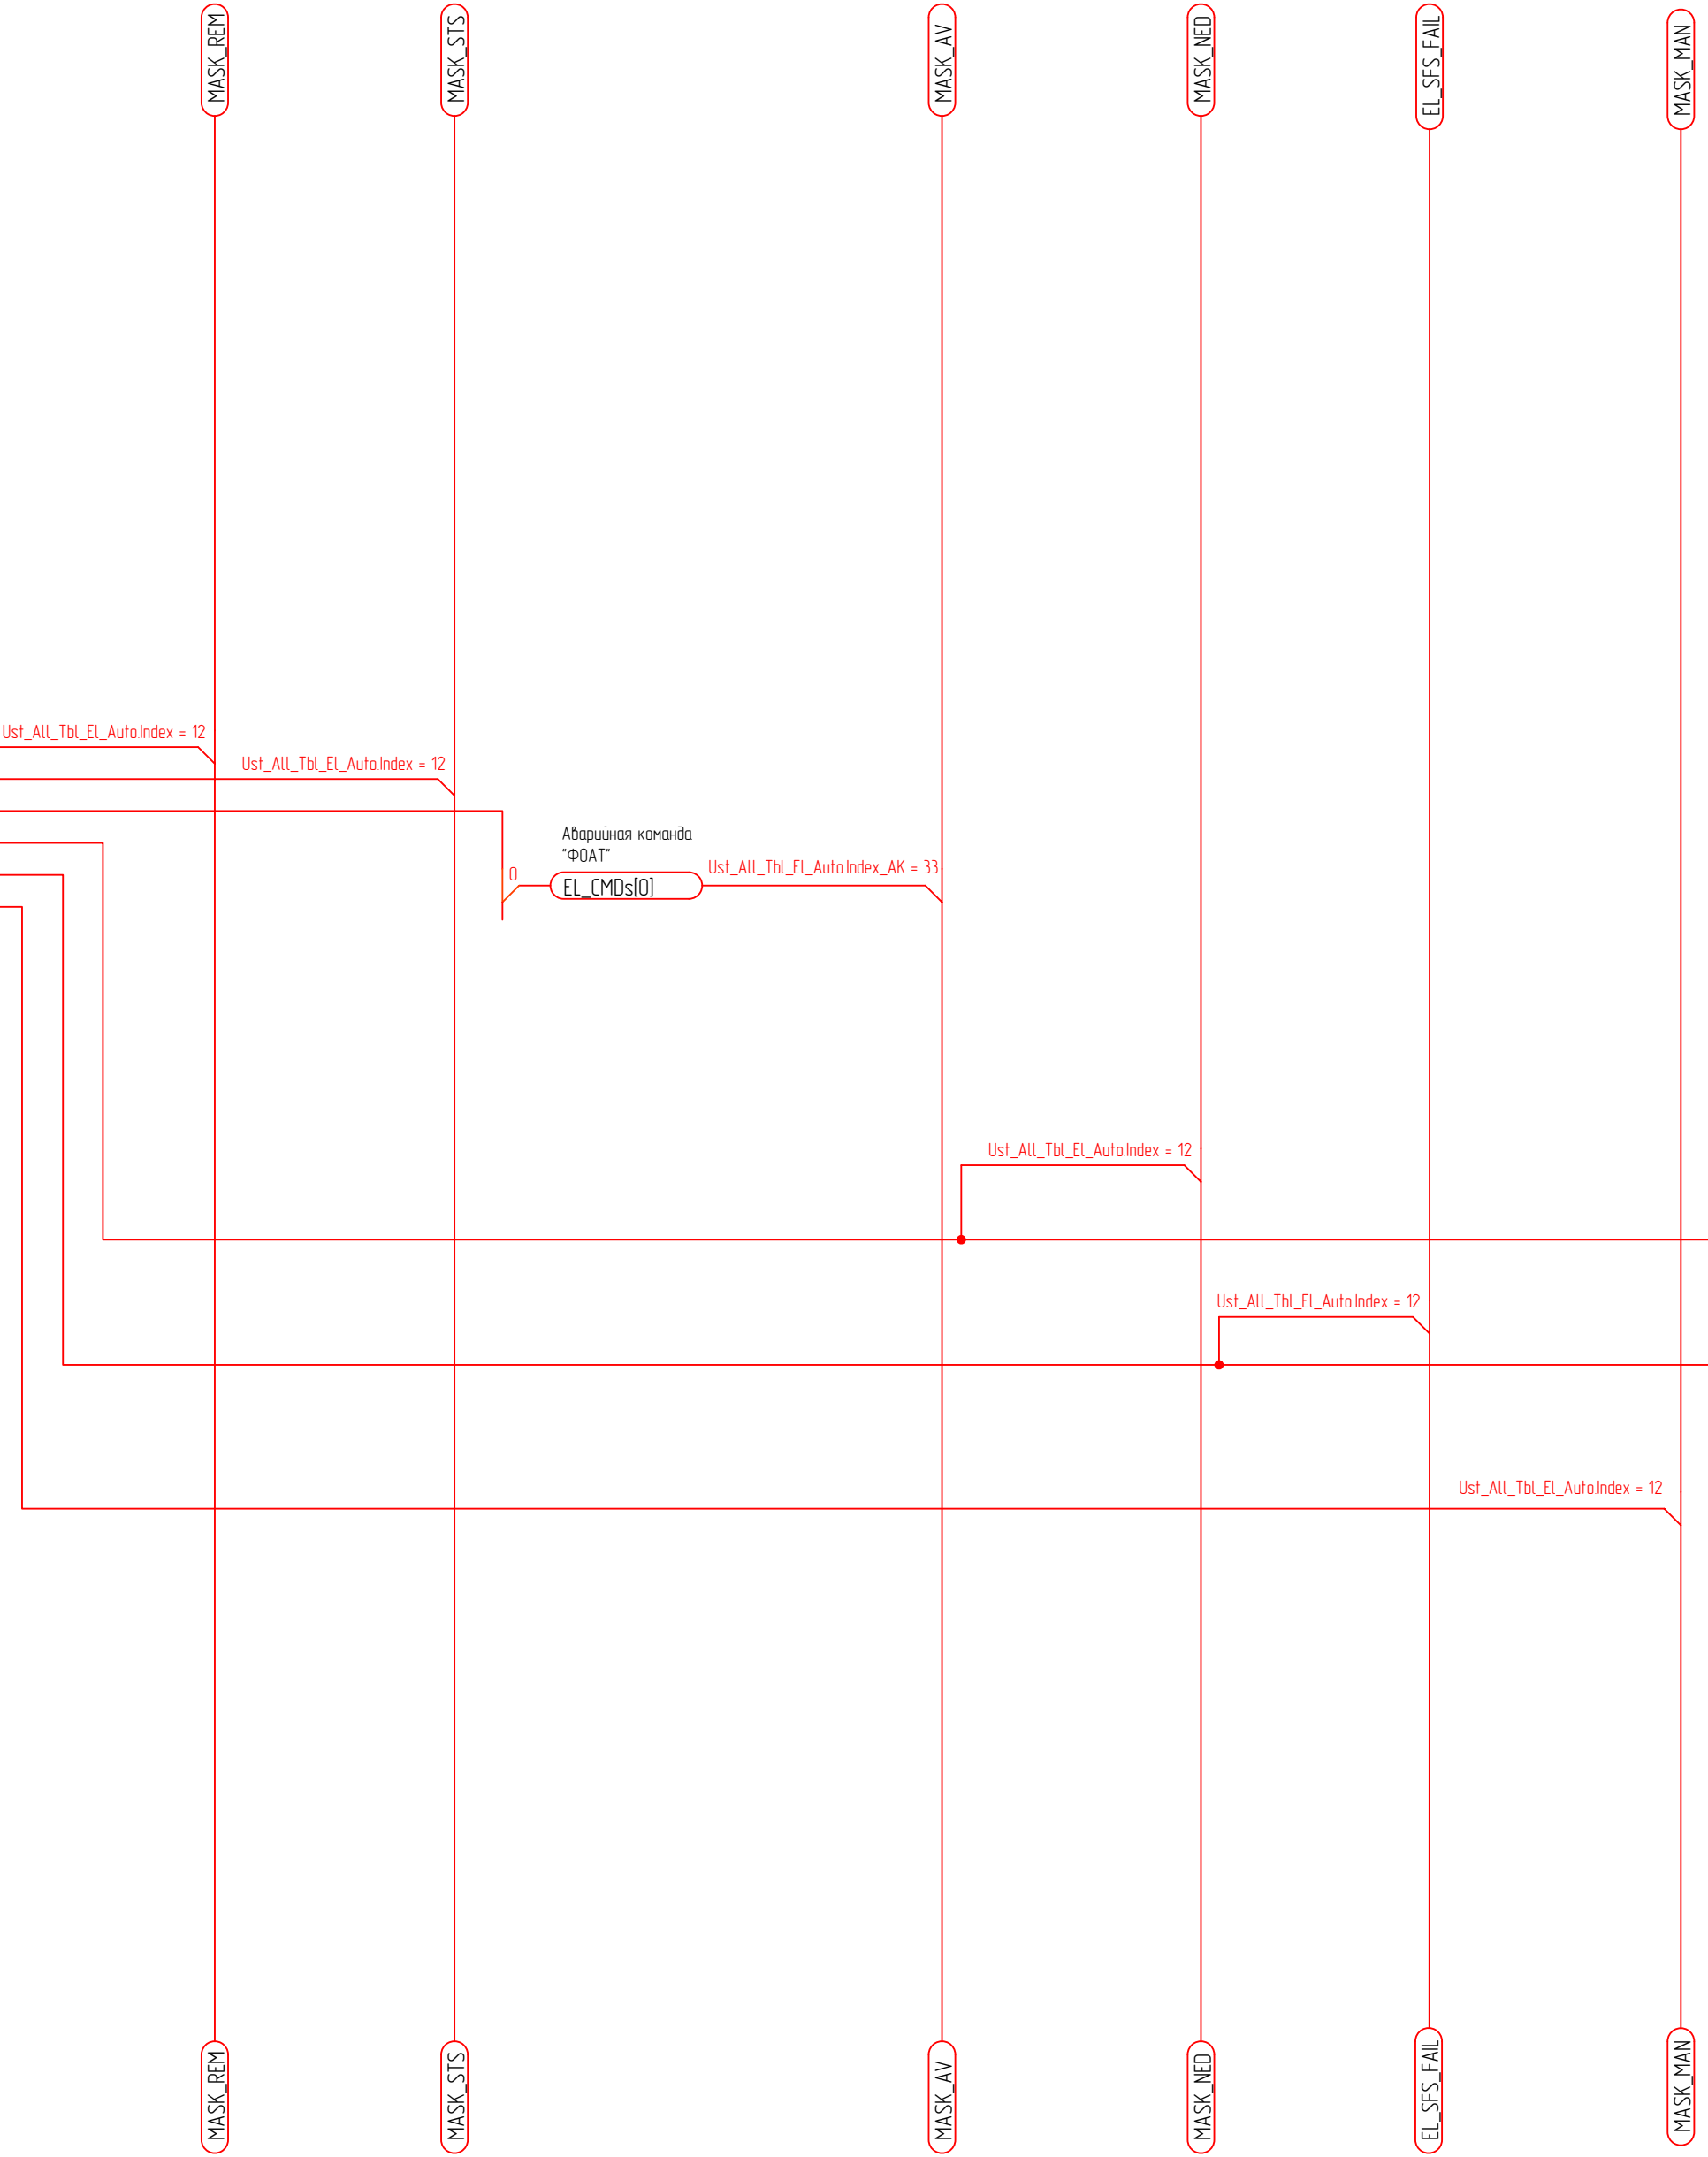 MASK_REM
MASK_STS
MASK_AV
MASK_NED
EL_SFS_FAIL
MASK_MAN
Ust_All_Tbl_El_Auto.Index = 12
Ust_All_Tbl_El_Auto.Index = 12
Аварийная команда
"ФОАТ"
0
EL_CMDs[0]
Ust_All_Tbl_El_Auto.Index_AK = 33
Ust_All_Tbl_El_Auto.Index = 12
Ust_All_Tbl_El_Auto.Index = 12
Ust_All_Tbl_El_Auto.Index = 12
MASK_REM
MASK_STS
MASK_AV
MASK_NED
EL_SFS_FAIL
MASK_MAN